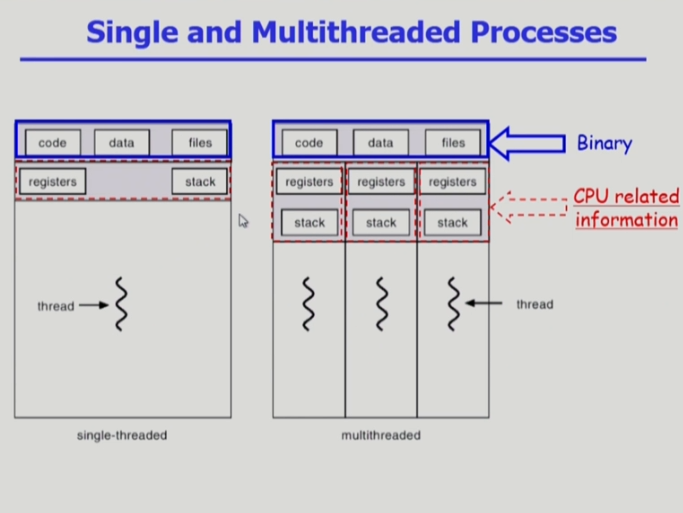 Single and Multithreaded Processes
code data files
registers stack
thread
single-threaded
code data files
registers registers registers
stack stack stack
thread
multithreaded
Binary
CPU related
information